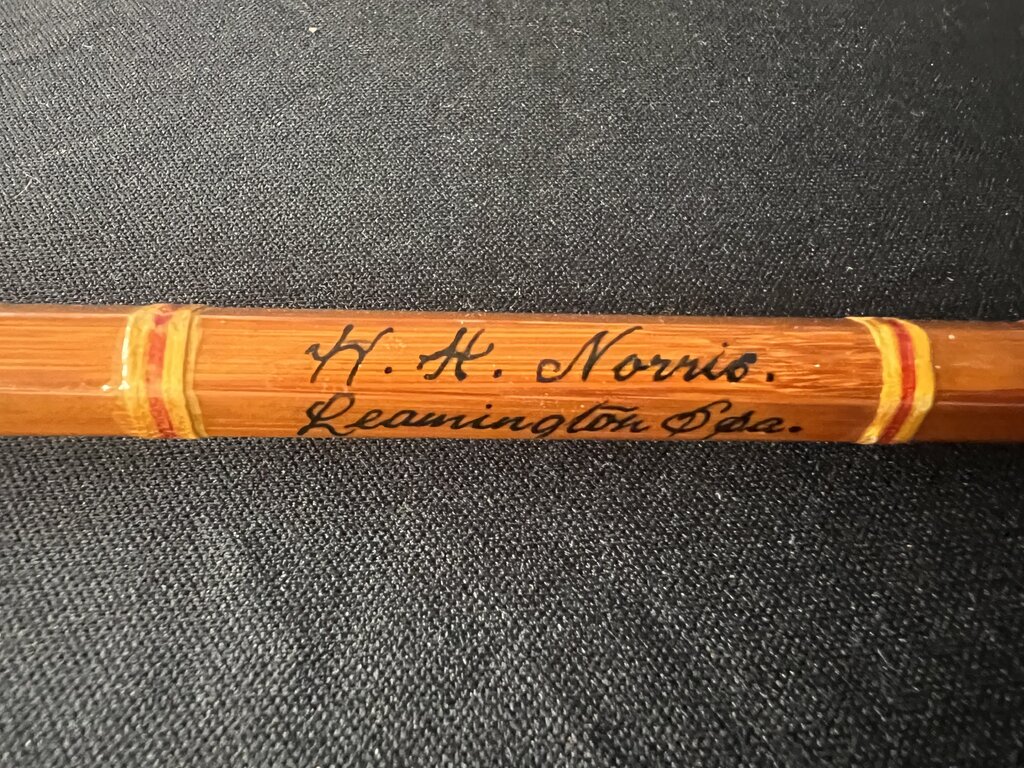 W. H. Norris.
Leamington Spa.